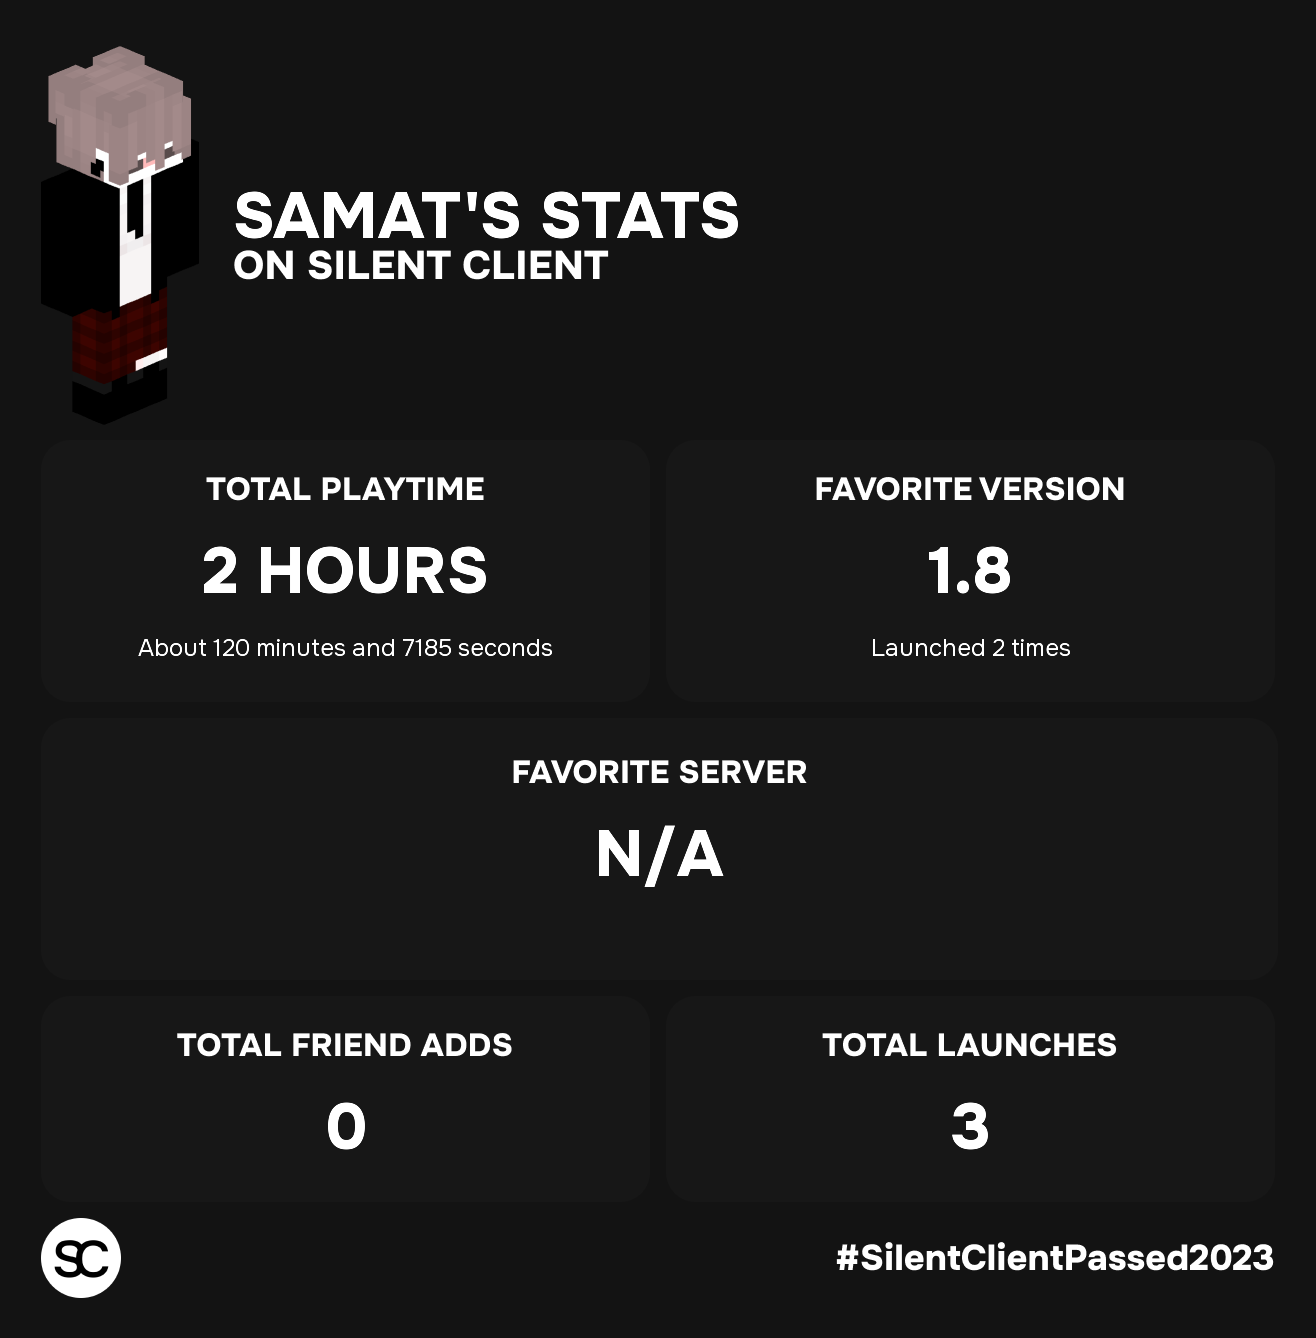 SAMAT'S STATS
ON SILENT CLIENT
TOTAL PLAYTIME
2 HOURS
About 120 minutes and 7185 seconds
FAVORITE VERSION
1.8
Launched 2 times
FAVORITE SERVER
N/A
TOTAL FRIEND ADDS
0
TOTAL LAUNCHES
3
SC
#SilentClientPassed2023